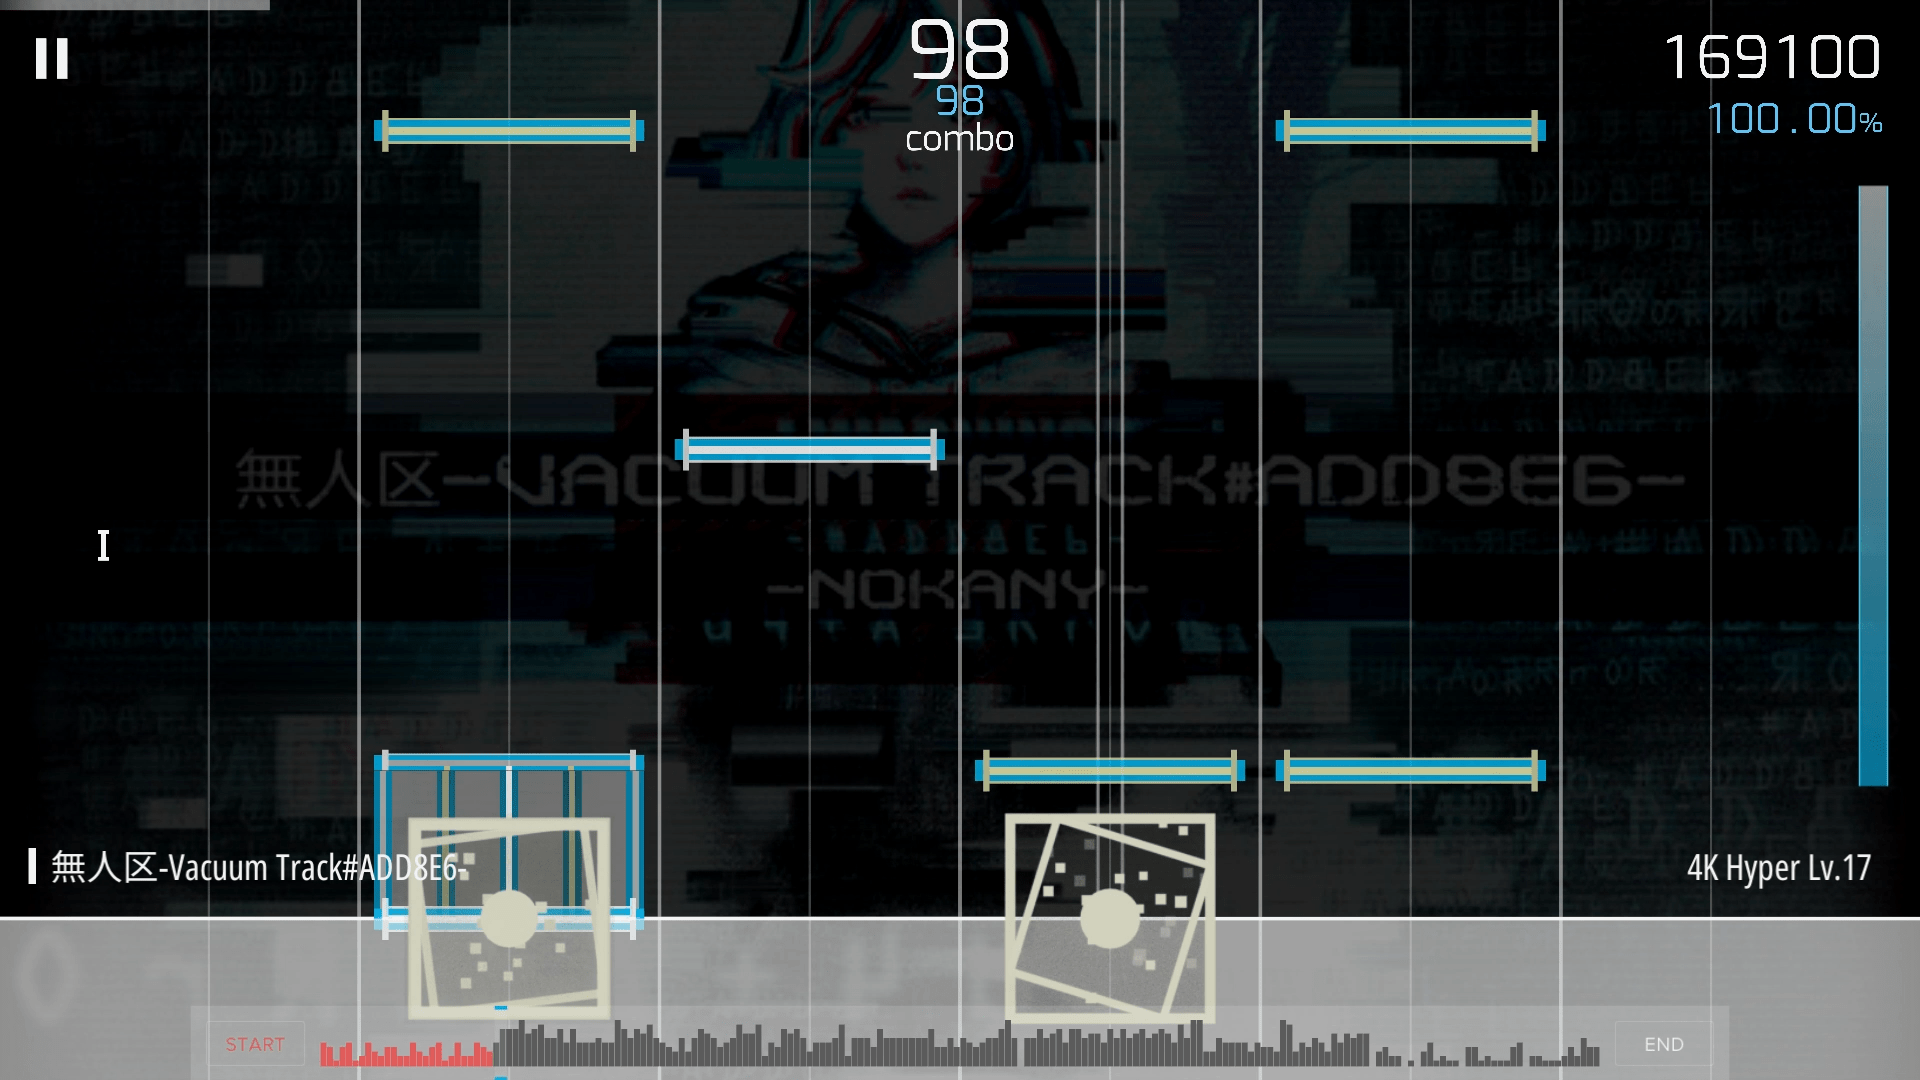 98
98
combo
169100
100.00%
無人区-VACUUM TRACK#ADD8E6-
-#ADD8E6-
-NOKANY-
無人区-Vacuum Track#ADD8E6-
4K Hyper Lv.17
START
END